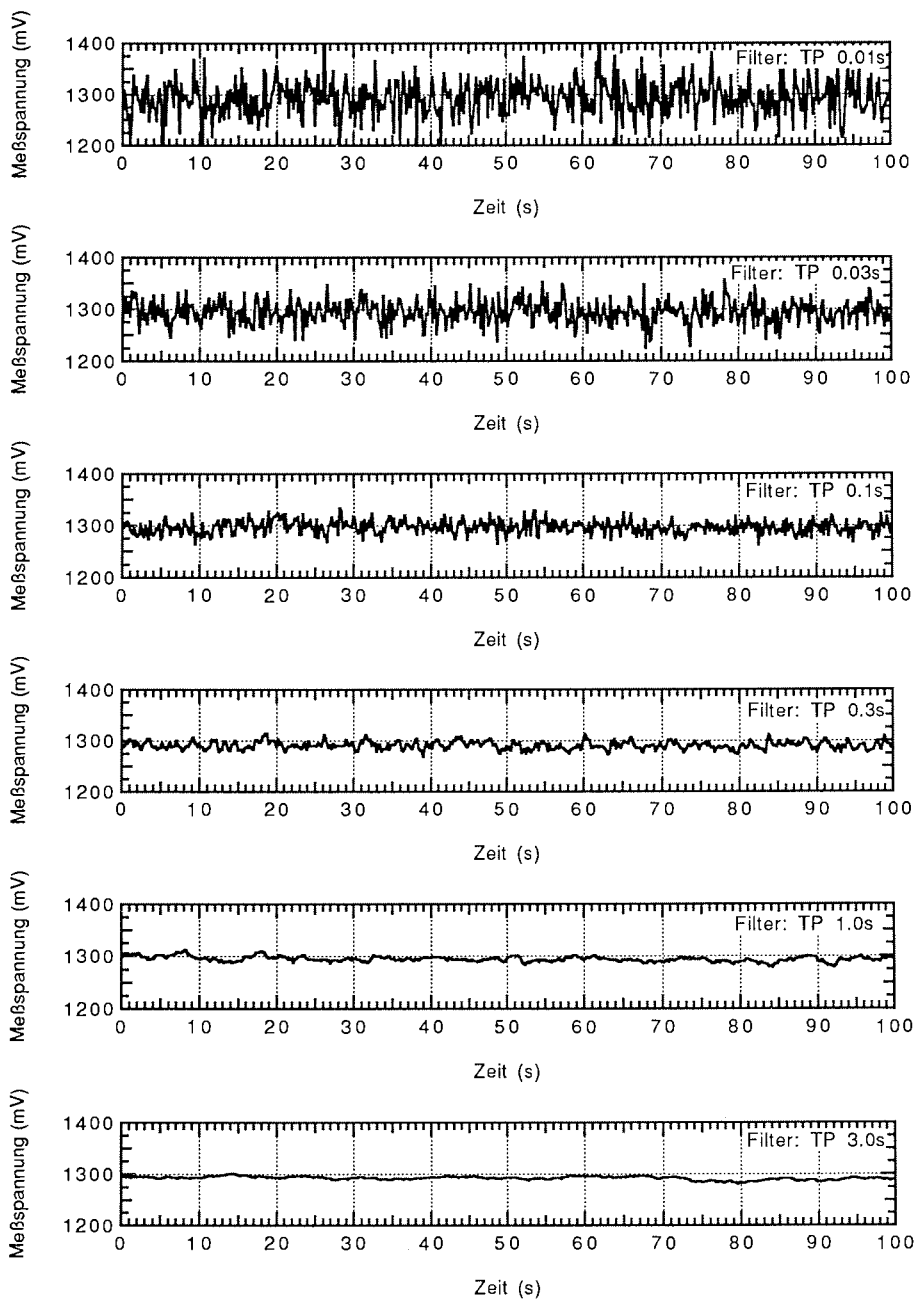 Meßspannung (mV)
1400
1300
1200
Filter: TP 0.01s
0 10 20 30 40 50 60 70 80 90 100
Zeit (s)
Meßspannung (mV)
1400
1300
1200
Filter: TP 0.03s
0 10 20 30 40 50 60 70 80 90 100
Zeit (s)
Meßspannung (mV)
1400
1300
1200
Filter: TP 0.1s
0 10 20 30 40 50 60 70 80 90 100
Zeit (s)
Meßspannung (mV)
1400
1300
1200
Filter: TP 0.3s
0 10 20 30 40 50 60 70 80 90 100
Zeit (s)
Meßspannung (mV)
1400
1300
1200
Filter: TP 1.0s
0 10 20 30 40 50 60 70 80 90 100
Zeit (s)
Meßspannung (mV)
1400
1300
1200
Filter: TP 3.0s
0 10 20 30 40 50 60 70 80 90 100
Zeit (s)